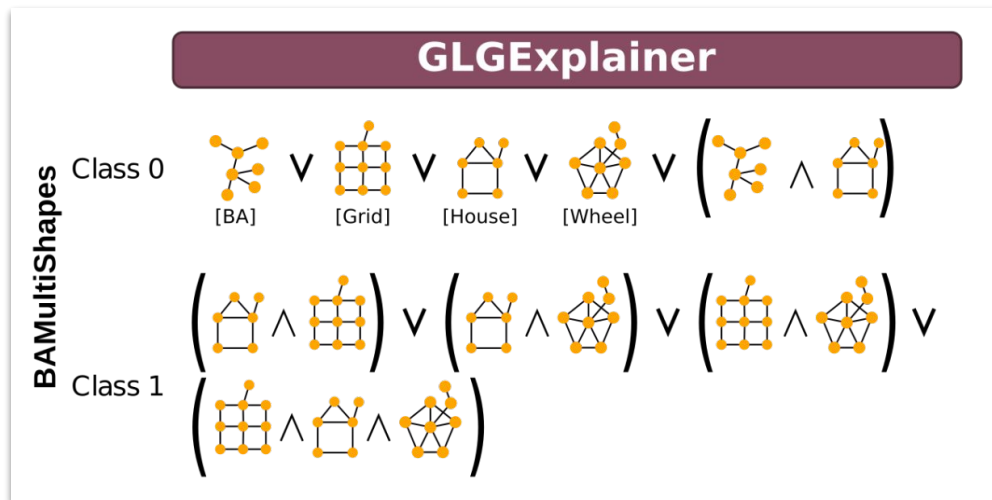 GLGExplainer
BAMultiShapes
Class 0
∨ ∨ ∨ ∨ ( ∧ )
[BA] [Grid] [House] [Wheel]
( ∧ ) ∨ ( ∧ ) ∨ ( ∧ ) ∨
Class 1
( ∧ ∧ )